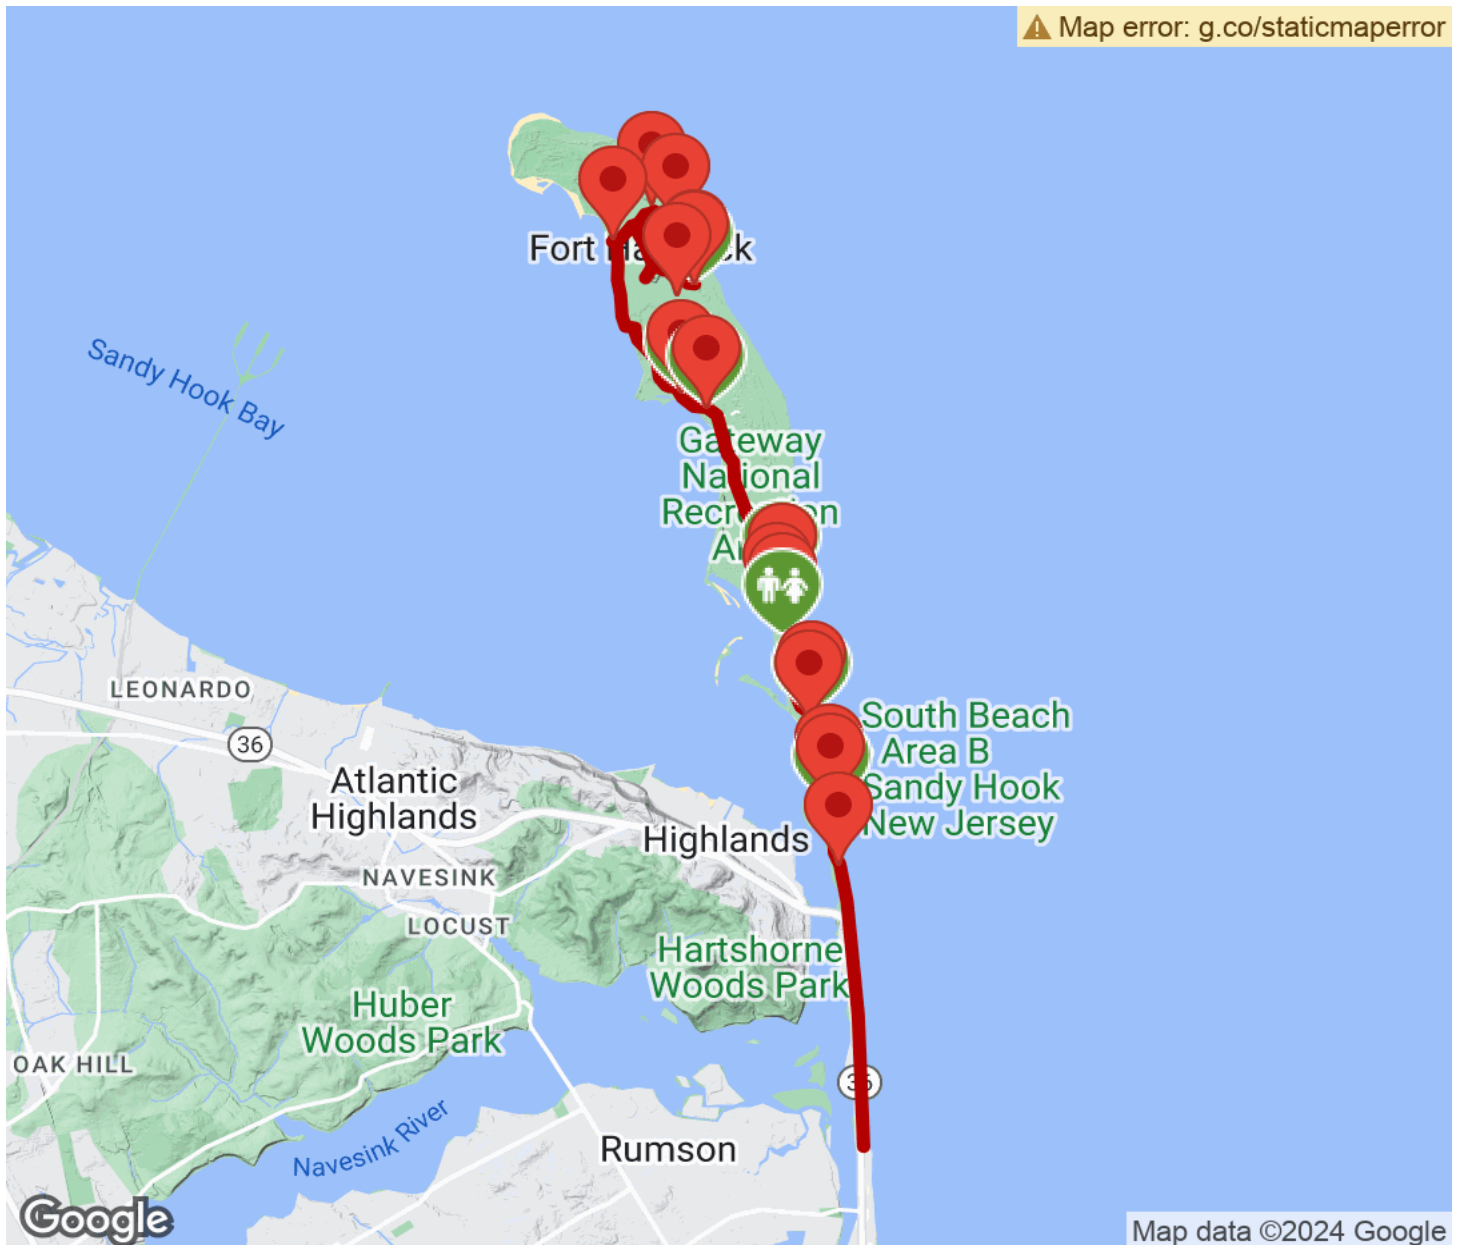 Map error: g.co/staticmaperror
Sandy Hook Bay
Gateway
National
LEONARDO
36
South Beach
Area B
Sandy Hook
New Jersey
Atlantic
Highlands
Highlands
NAVESINK
LOCUST
Hartshorne
Woods Park
Huber
Woods Park
OAK HILL
36
Navesink River
Rumson
Google
Map data ©2024 Google